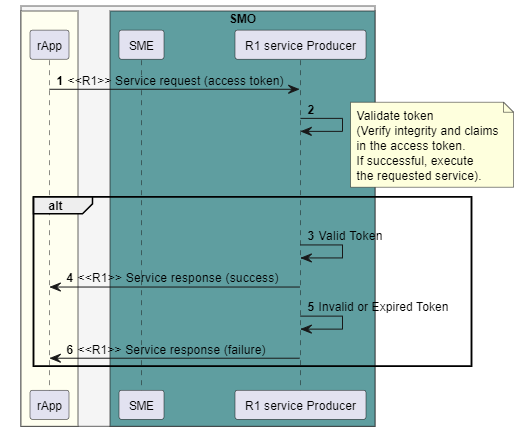 SMO
rApp
SME
R1 service Producer
1 <<R1>> Service request (access token)
2
Validate token
(Verify integrity and claims
in the access token.
If successful, execute
the requested service).
alt
3 Valid Token
4 <<R1>> Service response (success)
5 Invalid or Expired Token
6 <<R1>> Service response (failure)
rApp
SME
R1 service Producer